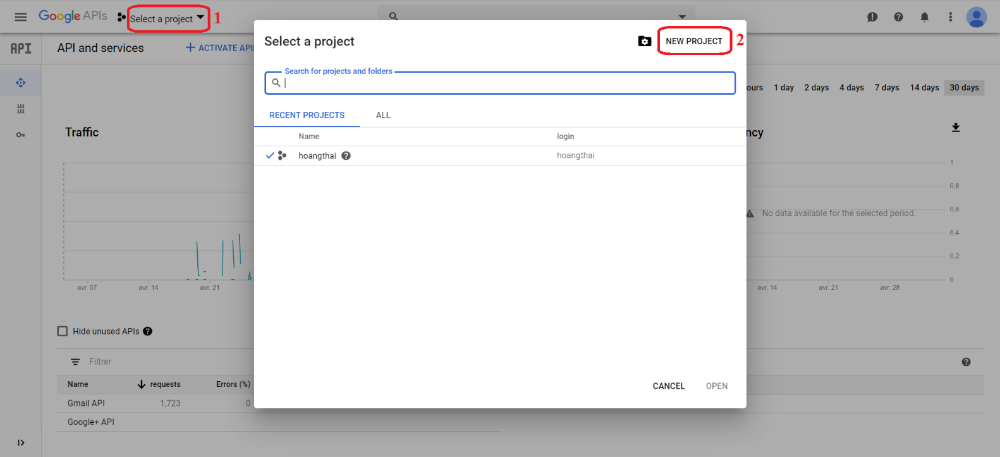 Google APIs
Select a project
1
API
API and services
ACTIVATE APIS
Select a project
NEW PROJECT
2
Search for projects and folders
RECENT PROJECTS
ALL
Name
login
hoangthai
hoangthai
CANCEL
OPEN
ours
1 day
2 days
4 days
7 days
14 days
30 days
Traffic
avr. 07
avr. 14
avr. 21
ncy
1
0,8
0,6
No data available for the selected period.
0,4
0,2
0
avr. 14
avr. 21
avr. 28
Hide unused APIs
Filtrer
Name
requests
Errors (%)
Gmail API
1,723
0
Google+ API